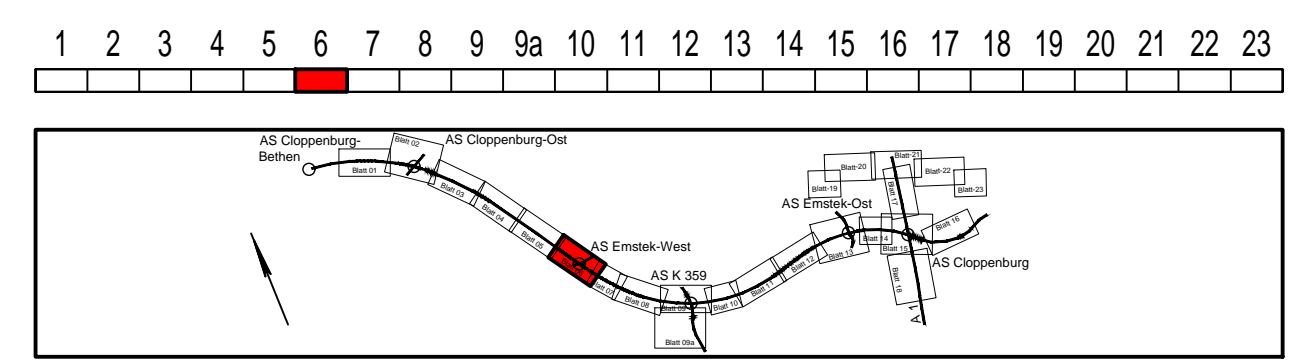 1 2 3 4 5 6 7 8 9 9a 10 11 12 13 14 15 16 17 18 19 20 21 22 23
AS Cloppenburg-
Bethen
Blatt 01
Blatt 02
AS Cloppenburg-Ost
Blatt 03
Blatt 04
Blatt 05
AS Emstek-West
Blatt 07
Blatt 08
AS K 359
Blatt 09
Blatt 09a
Blatt 10
Blatt 11
Blatt 12
AS Emstek-Ost
Blatt 13
Blatt 14
Blatt 15
Blatt 16
AS Cloppenburg
Blatt 17
Blatt 18
A 1
Blatt-19
Blatt-20
Blatt-21
Blatt-22
Blatt-23